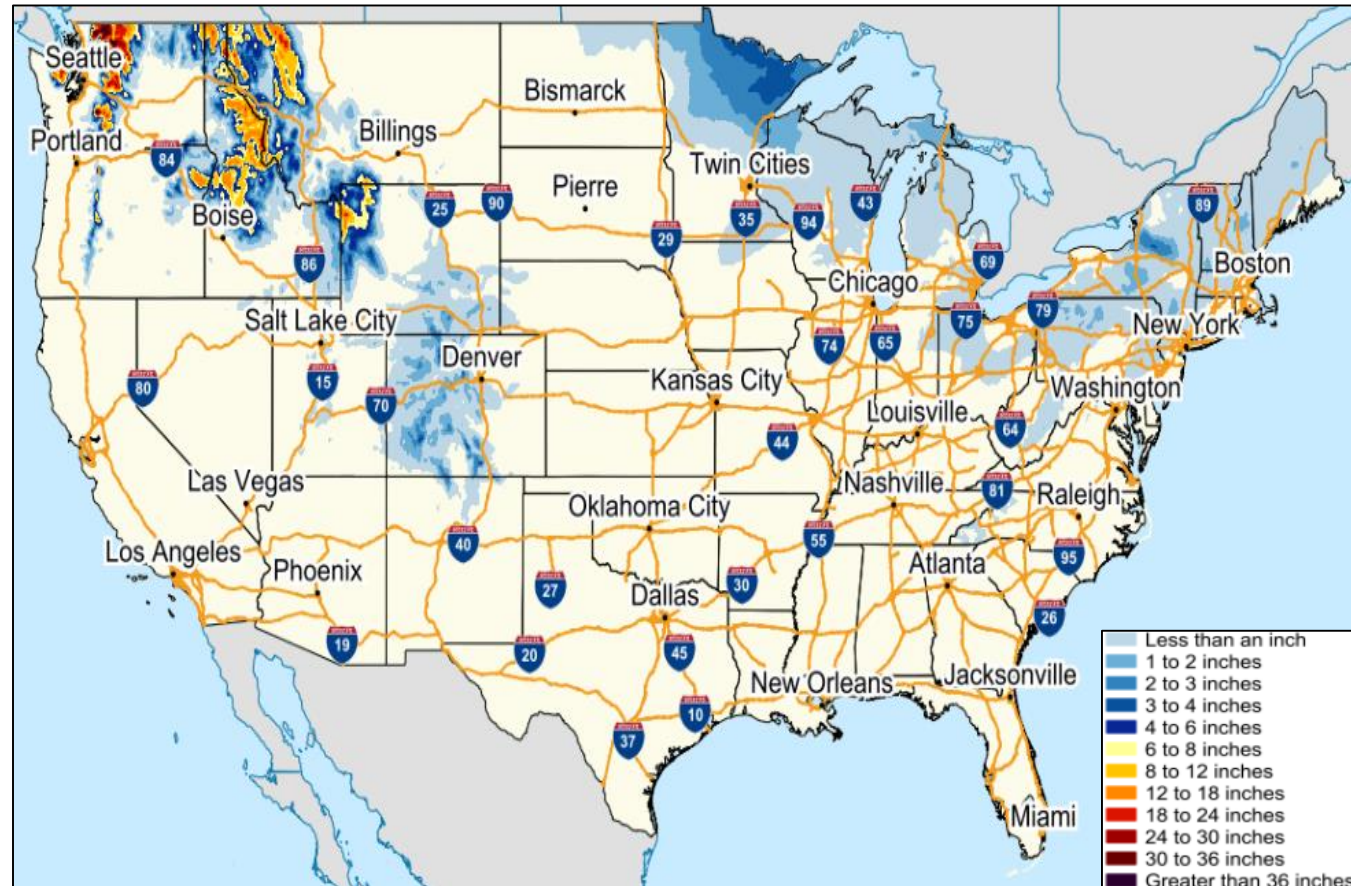 Seattle
Portland
84
Boise
86
Billings
25
90
Bismarck
Pierre
29
Twin Cities
35
94
43
69
89
Boston
Chicago
79
75
New York
Salt Lake City
Denver
74
65
80
15
70
Kansas City
Washington
Louisville
64
44
Las Vegas
Nashville
81
Raleigh
Oklahoma City
Los Angeles
Phoenix
40
55
95
Atlanta
27
30
Dallas
26
19
20
45
Jacksonville
New Orleans
10
37
Miami
Less than an inch
1 to 2 inches
2 to 3 inches
3 to 4 inches
4 to 6 inches
6 to 8 inches
8 to 12 inches
12 to 18 inches
18 to 24 inches
24 to 30 inches
30 to 36 inches
Greater than 36 inches